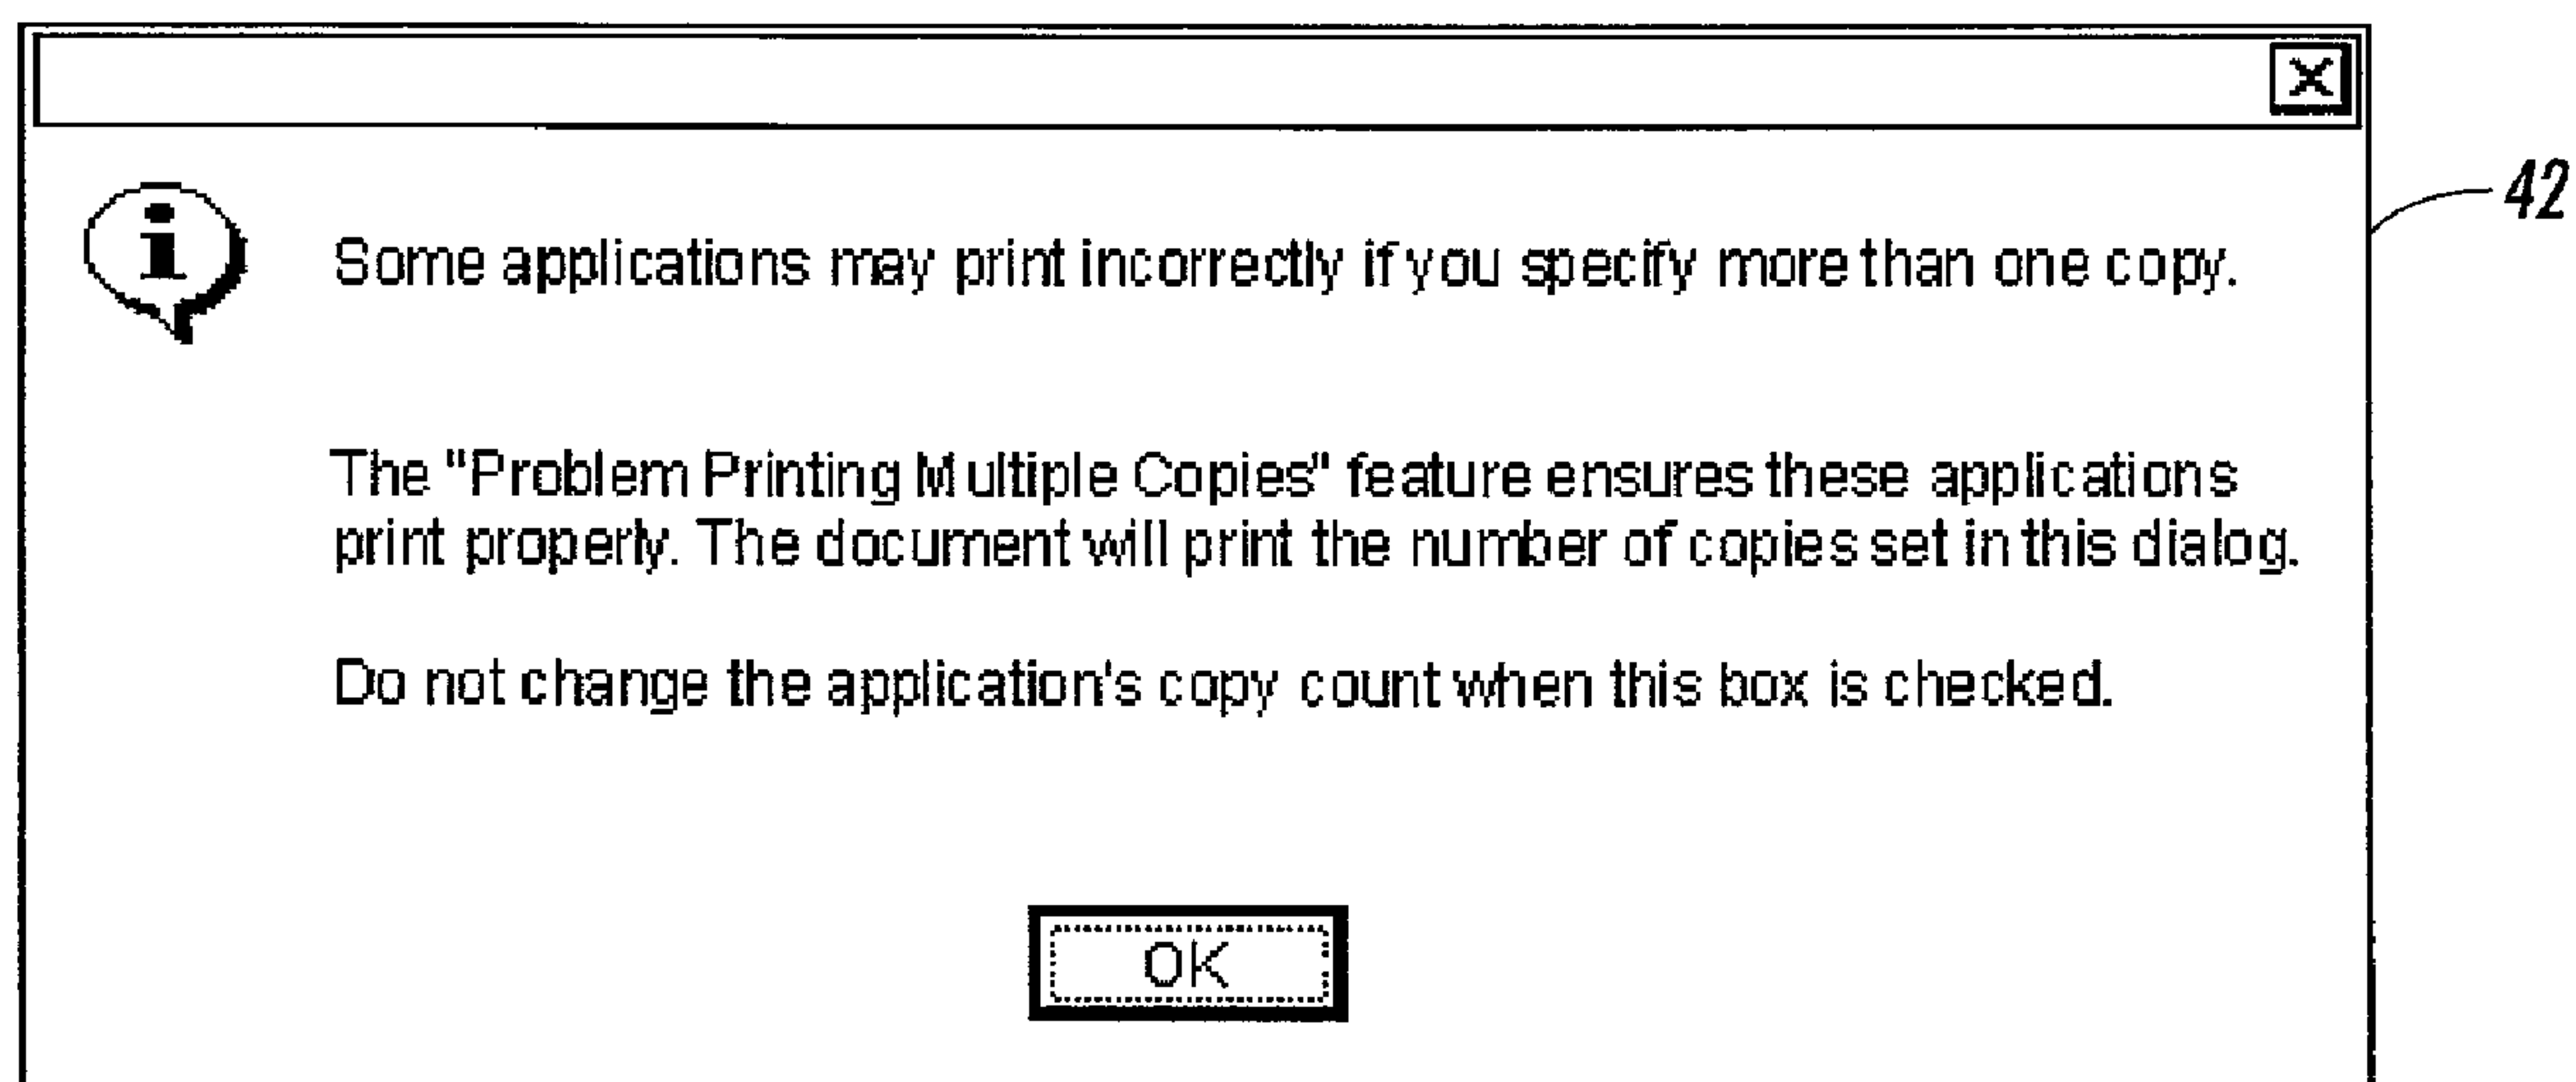 42
Some applications may print incorrectly if you specify more than one copy.
The "Problem Printing Multiple Copies" feature ensures these applications
print properly. The document will print the number of copies set in this dialog.
Do not change the application's copy count when this box is checked.
OK